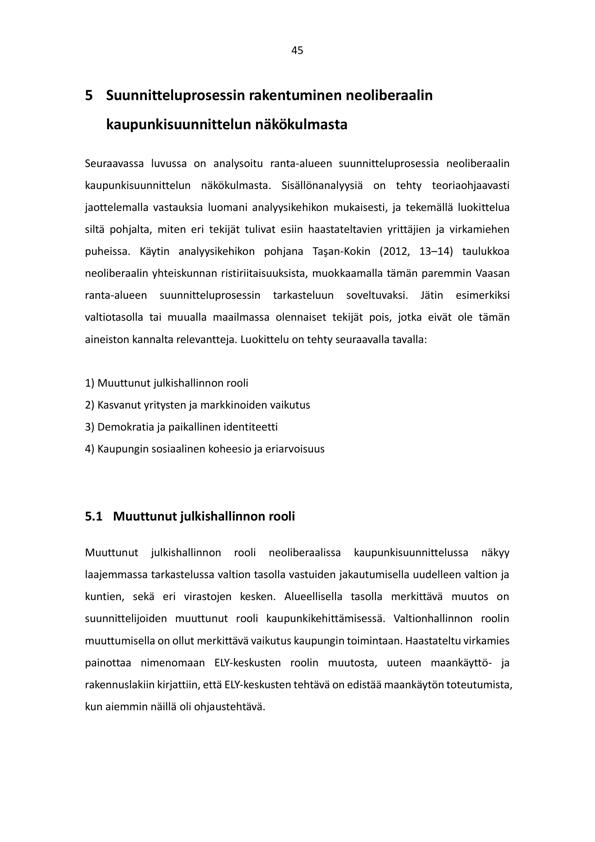 45
5 Suunnitteluprosessin rakentuminen neoliberaalin
kaupunkisuunnittelun näkökulmasta
Seuraavassa luvussa on analysoitu ranta-alueen suunnitteluprosessia neoliberaalin
kaupunkisuunnittelun näkökulmasta. Sisällönanalyysiä on tehty teoriaohjaavasti
jaottelemalla vastauksia luomani analyysikehikon mukaisesti, ja tekemällä luokittelua
siltä pohjalta, miten eri tekijät tulivat esiin haastateltavien yrittäjien ja virkamiehen
puheissa. Käytin analyysikehikon pohjana Taşan-Kokin (2012, 13–14) taulukkoa
neoliberaalin yhteiskunnan ristiriitaisuuksista, muokkaamalla tämän paremmin Vaasan
ranta-alueen suunnitteluprosessin tarkasteluun soveltuvaksi. Jätin esimerkiksi
valtiotasolla tai muualla maailmassa olennaiset tekijät pois, jotka eivät ole tämän
aineiston kannalta relevantteja. Luokittelu on tehty seuraavalla tavalla:
1) Muuttunut julkishallinnon rooli
2) Kasvanut yritysten ja markkinoiden vaikutus
3) Demokratia ja paikallinen identiteetti
4) Kaupungin sosiaalinen koheesio ja eriarvoisuus
5.1 Muuttunut julkishallinnon rooli
Muuttunut julkishallinnon rooli neoliberaalissa kaupunkisuunnittelussa näkyy
laajemmassa tarkastelussa valtion tasolla vastuiden jakautumisella uudelleen valtion ja
kuntien, sekä eri virastojen kesken. Alueellisella tasolla merkittävä muutos on
suunnittelijoiden muuttunut rooli kaupunkikehittämisessä. Valtionhallinnon roolin
muuttumisella on ollut merkittävä vaikutus kaupungin toimintaan. Haastateltu virkamies
painottaa nimenomaan ELY-keskusten roolin muutosta, uuteen maankäyttö- ja
rakennuslakiin kirjattiin, että ELY-keskusten tehtävä on edistää maankäytön toteutumista,
kun aiemmin näillä oli ohjaustehtävä.